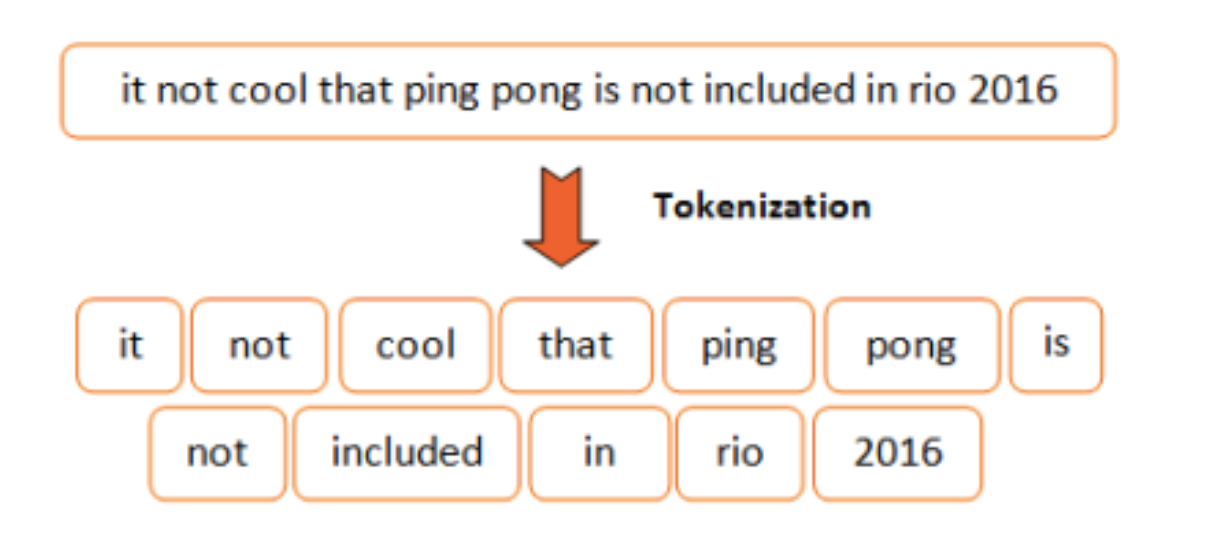 it not cool that ping pong is not included in rio 2016
Tokenization
it not cool that ping pong is
not included in rio 2016